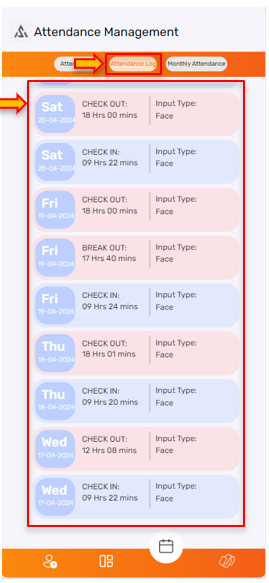 Attendance Management
Attendance Log
Monthly Attendance
Sat
20-04-2024
CHECK OUT:
18 Hrs 00 mins
Input Type:
Face
Sat
20-04-2024
CHECK IN:
09 Hrs 22 mins
Input Type:
Face
Fri
19-04-2024
CHECK OUT:
18 Hrs 00 mins
Input Type:
Face
Fri
19-04-2024
BREAK OUT:
17 Hrs 40 mins
Input Type:
Face
Fri
19-04-2024
CHECK IN:
09 Hrs 24 mins
Input Type:
Face
Thu
18-04-2024
CHECK OUT:
18 Hrs 01 mins
Input Type:
Face
Thu
18-04-2024
CHECK IN:
09 Hrs 20 mins
Input Type:
Face
Wed
17-04-2024
CHECK OUT:
12 Hrs 08 mins
Input Type:
Face
Wed
17-04-2024
CHECK IN:
09 Hrs 22 mins
Input Type:
Face